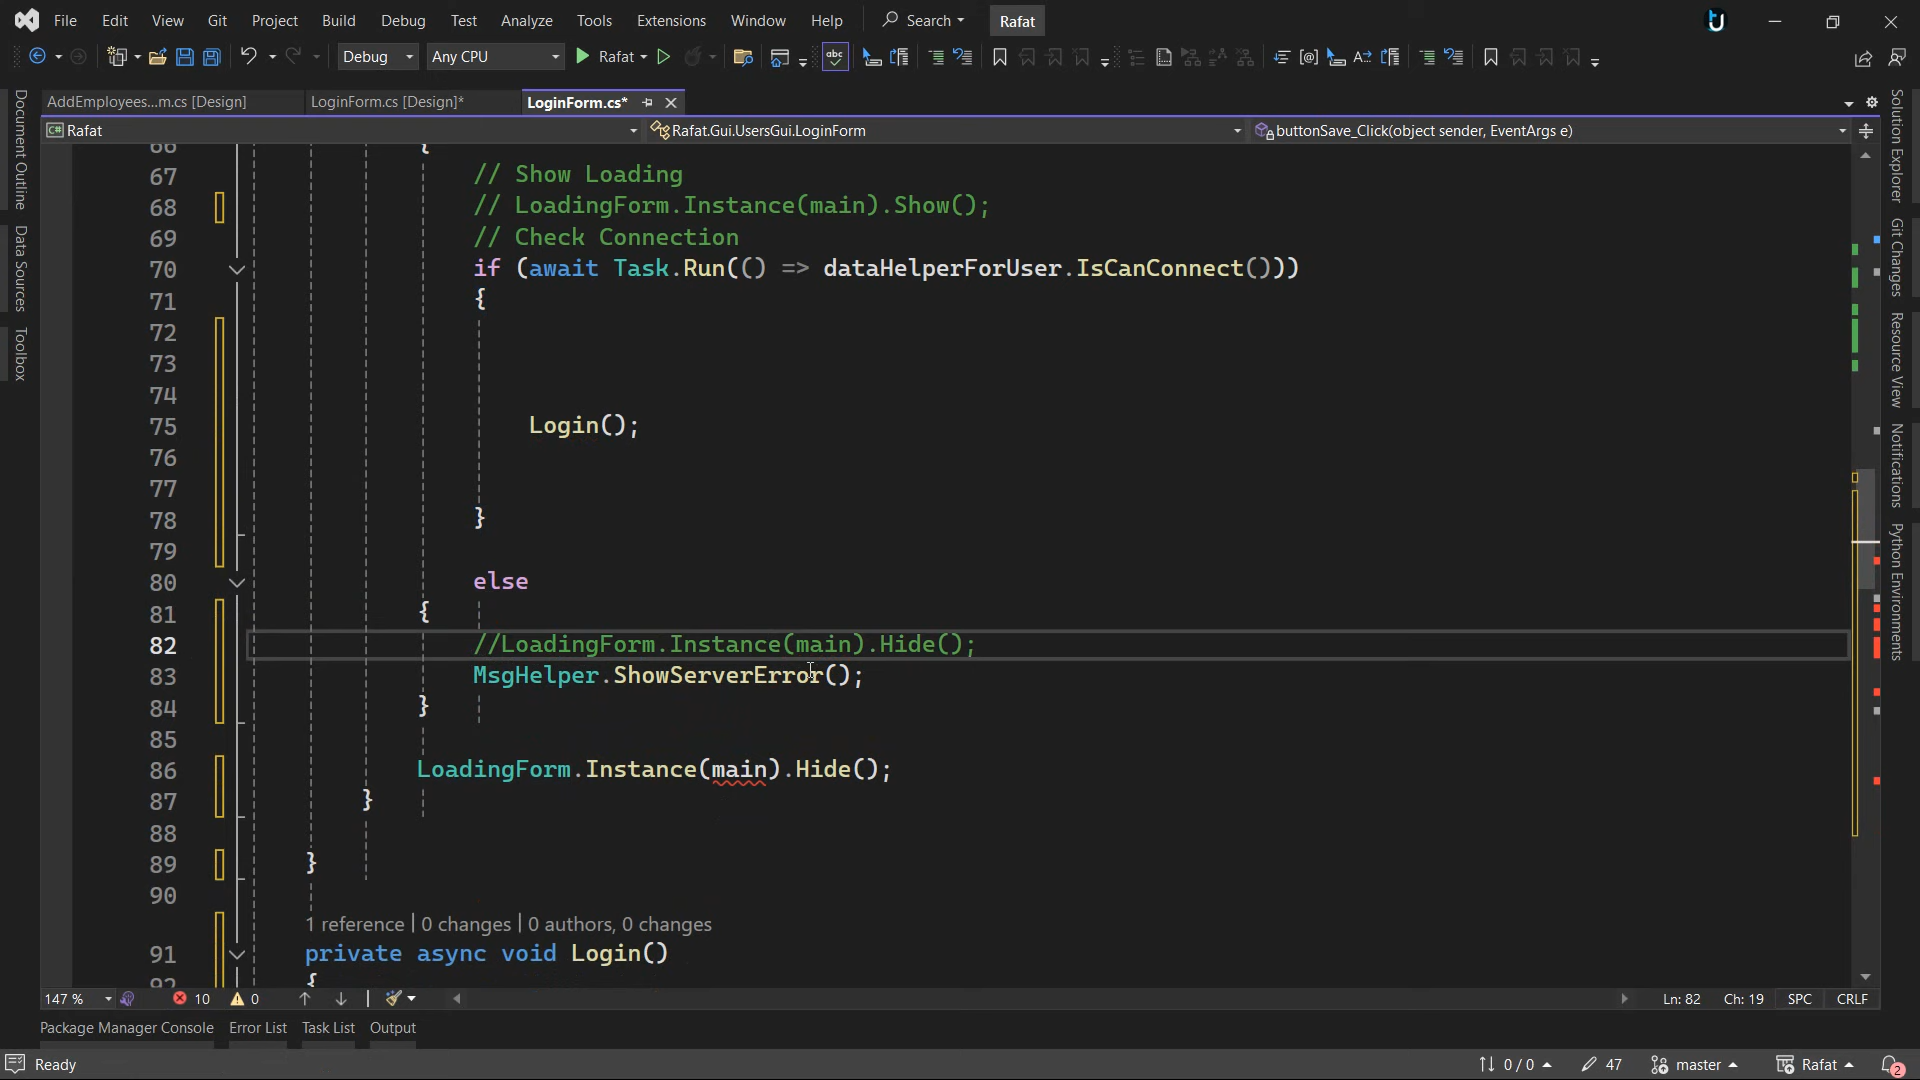 File Edit View Git Project Build Debug Test Analyze Tools Extensions Window Help Search Rafat
Debug Any CPU Rafat
AddEmployees...m.cs [Design] LoginForm.cs [Design]* LoginForm.cs*
Rafat Rafat.Gui.UsersGui.LoginForm buttonSave_Click(object sender, EventArgs e)
Document Outline
Data Sources
Toolbox
66 {
67 // Show Loading
68 // LoadingForm.Instance(main).Show();
69 // Check Connection
70 if (await Task.Run(() => dataHelperForUser.IsCanConnect()))
71 {
72
73
74
75 Login();
76
77
78 }
79
80 else
81 {
82 //LoadingForm.Instance(main).Hide();
83 MsgHelper.ShowServerError();
84 }
85
86 LoadingForm.Instance(main).Hide();
87 }
88
89 }
90
1 reference | 0 changes | 0 authors, 0 changes
91 private async void Login()
92 {
Solution Explorer
Git Changes
Resource View
Notifications
Python Environments
147 % 10 0 Ln: 82 Ch: 19 SPC CRLF
Package Manager Console Error List Task List Output
Ready 0 / 0 47 master Rafat 2